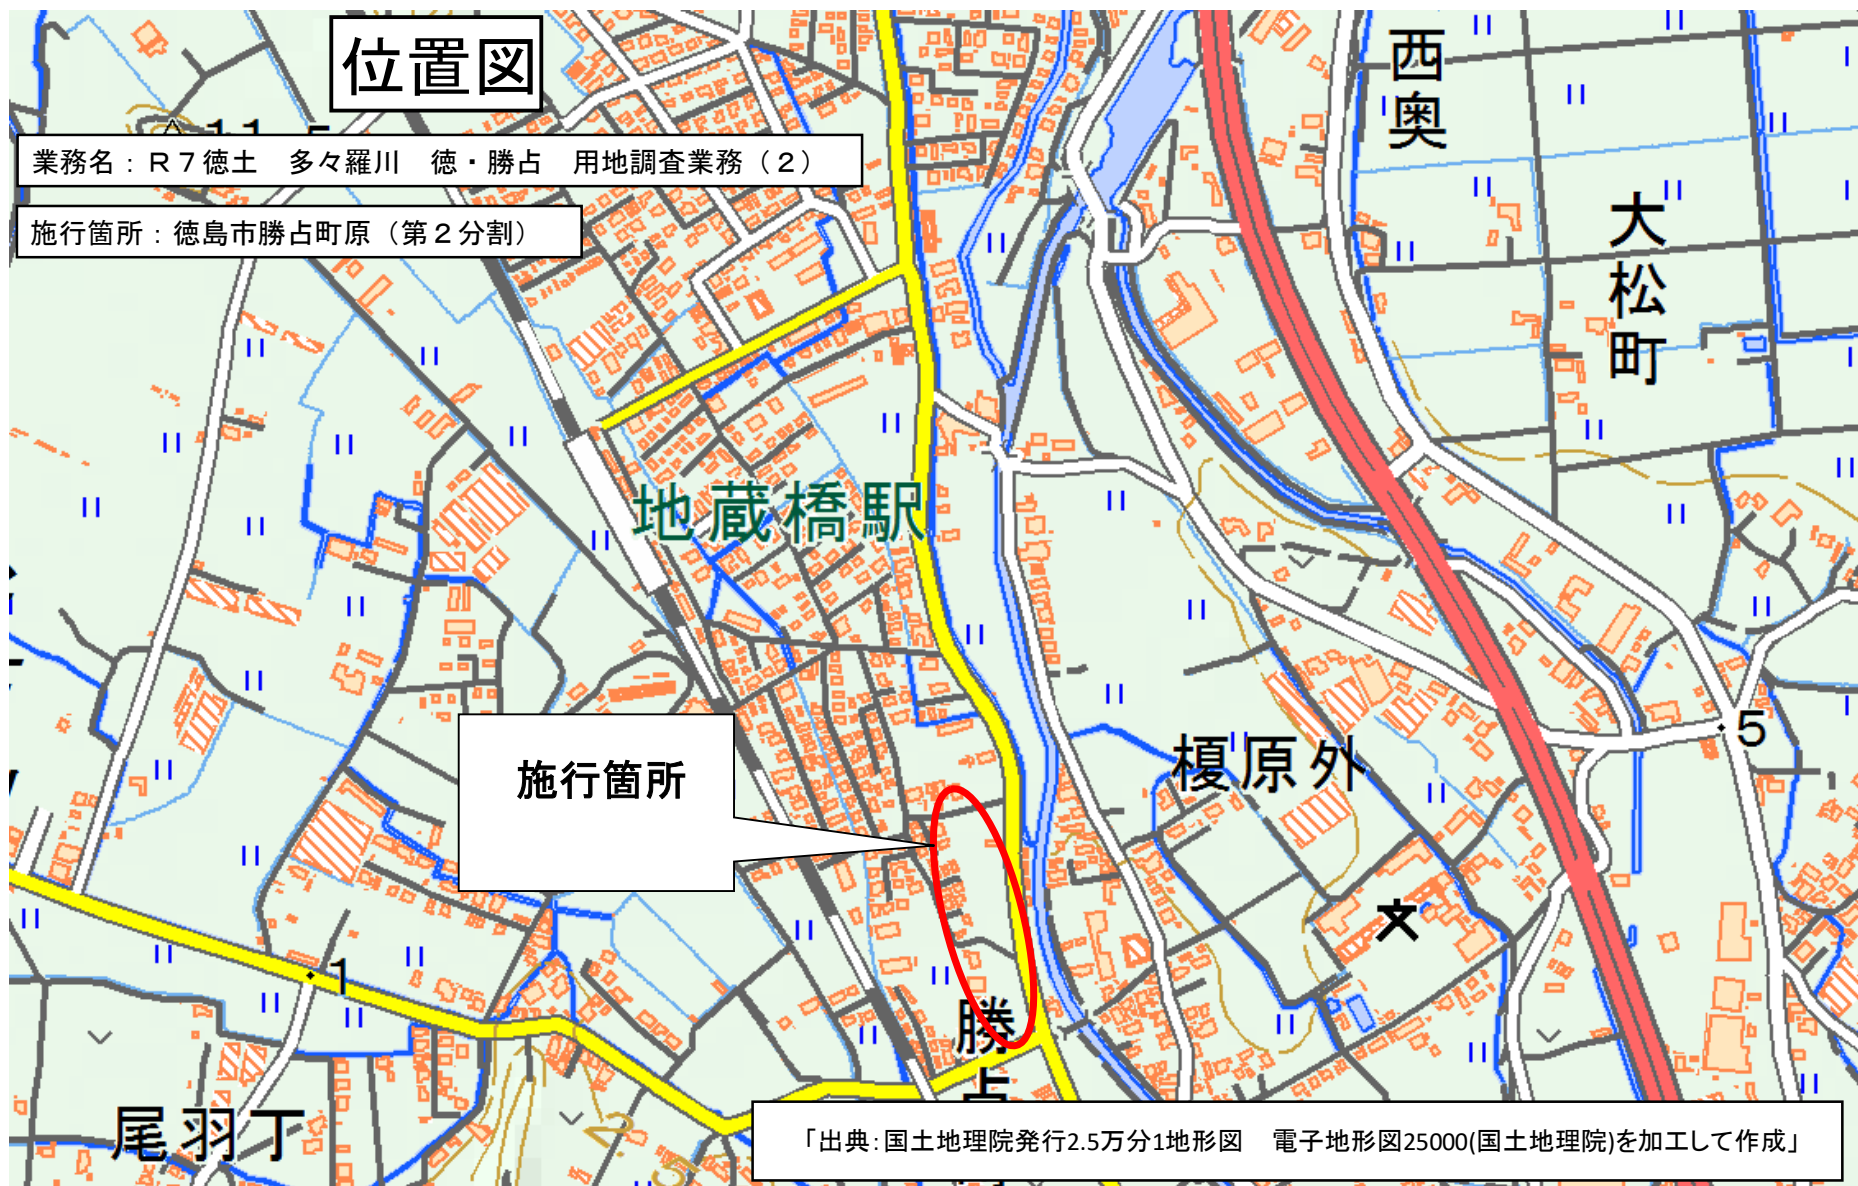 位置図
業務名：R７徳土　多々羅川　徳・勝占　用地調査業務（２）
施行箇所：徳島市勝占町原（第２分割）
西奥
大松町
地蔵橋駅
施行箇所
榎原外
5
1
勝占
尾羽丁
「出典：国土地理院発行2.5万分1地形図　電子地形図25000(国土地理院)を加工して作成」